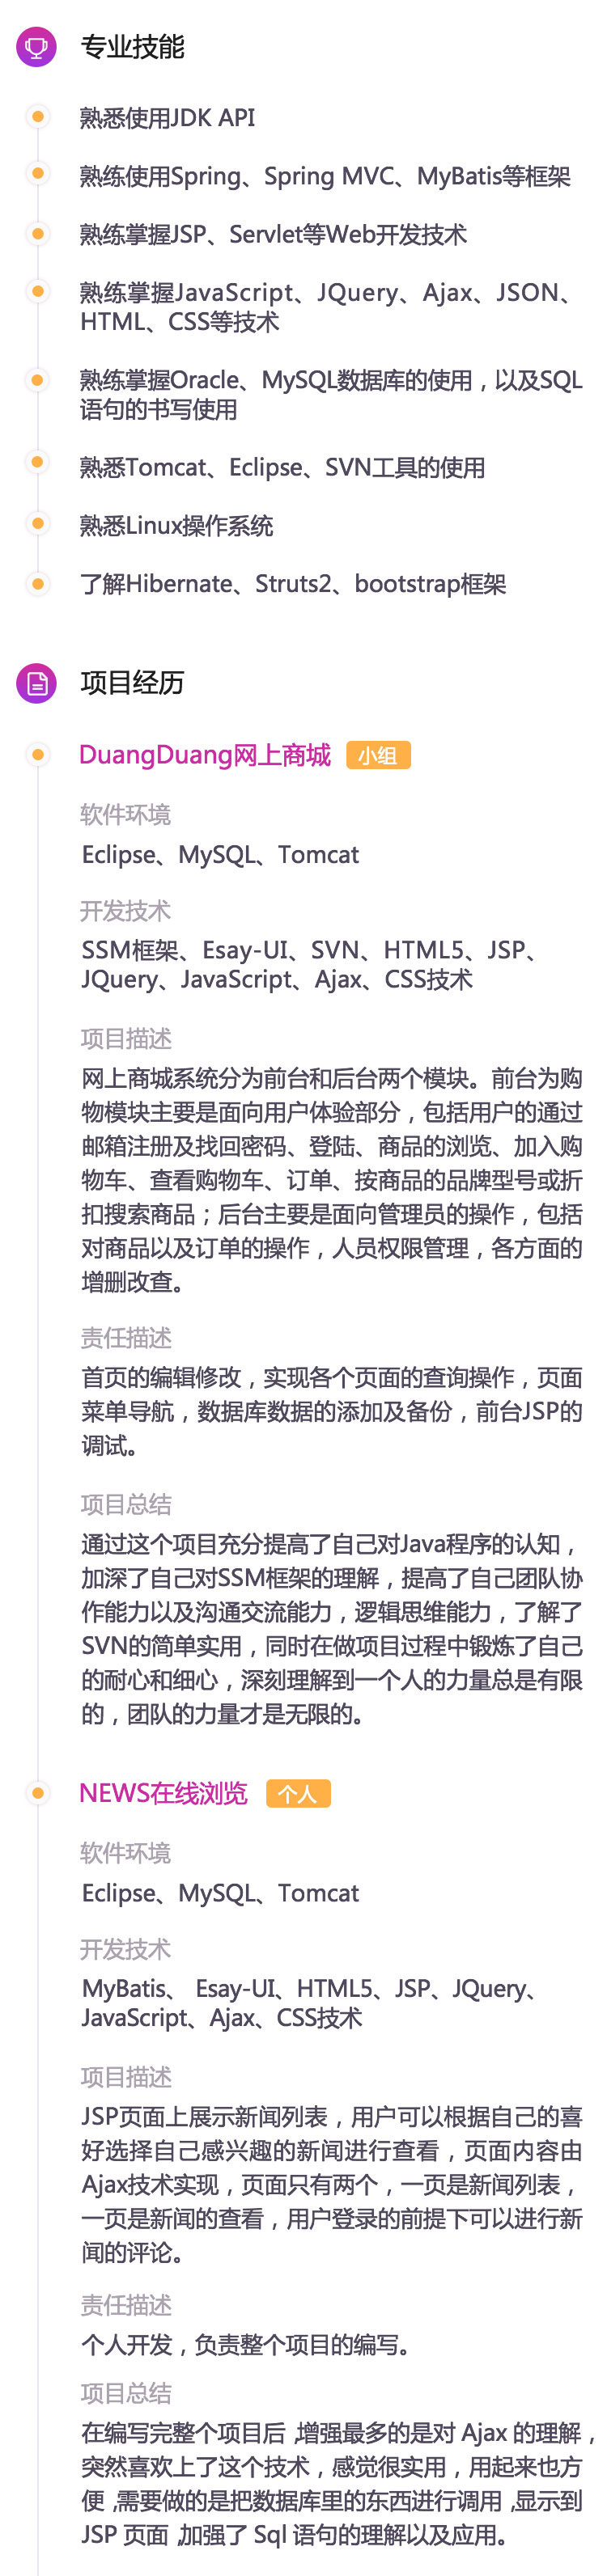 专业技能
熟悉使用JDK API
熟练使用Spring、Spring MVC、MyBatis等框架
熟练掌握JSP、Servlet等Web开发技术
熟练掌握JavaScript、JQuery、Ajax、JSON、
HTML、CSS等技术
熟练掌握Oracle、MySQL数据库的使用，以及SQL
语句的书写使用
熟悉Tomcat、Eclipse、SVN工具的使用
熟悉Linux操作系统
了解Hibernate、Struts2、bootstrap框架
项目经历
DuangDuang网上商城 小组
软件环境
Eclipse、MySQL、Tomcat
开发技术
SSM框架、Esay-UI、SVN、HTML5、JSP、
JQuery、JavaScript、Ajax、CSS技术
项目描述
网上商城系统分为前台和后台两个模块。前台为购
物模块主要是面向用户体验部分，包括用户的通过
邮箱注册及找回密码、登陆、商品的浏览、加入购
物车、查看购物车、订单、按商品的品牌型号或折
扣搜索商品；后台主要是面向管理员的操作，包括
对商品以及订单的操作，人员权限管理，各方面的
增删改查。
责任描述
首页的编辑修改，实现各个页面的查询操作，页面
菜单导航，数据库数据的添加及备份，前台JSP的
调试。
项目总结
通过这个项目充分提高了自己对Java程序的认知，
加深了自己对SSM框架的理解，提高了自己团队协
作能力以及沟通交流能力，逻辑思维能力，了解了
SVN的简单实用，同时在做项目过程中锻炼了自己
的耐心和细心，深刻理解到一个人的力量总是有限
的，团队的力量才是无限的。
NEWS在线浏览 个人
软件环境
Eclipse、MySQL、Tomcat
开发技术
MyBatis、 Esay-UI、HTML5、JSP、JQuery、
JavaScript、Ajax、CSS技术
项目描述
JSP页面上展示新闻列表，用户可以根据自己的喜
好选择自己感兴趣的新闻进行查看，页面内容由
Ajax技术实现，页面只有两个，一页是新闻列表，
一页是新闻的查看，用户登录的前提下可以进行新
闻的评论。
责任描述
个人开发，负责整个项目的编写。
项目总结
在编写完整个项目后，增强最多的是对 Ajax 的理解，
突然喜欢上了这个技术，感觉很实用，用起来也方
便，需要做的是把数据库里的东西进行调用，显示到
JSP 页面，加强了 Sql 语句的理解以及应用。